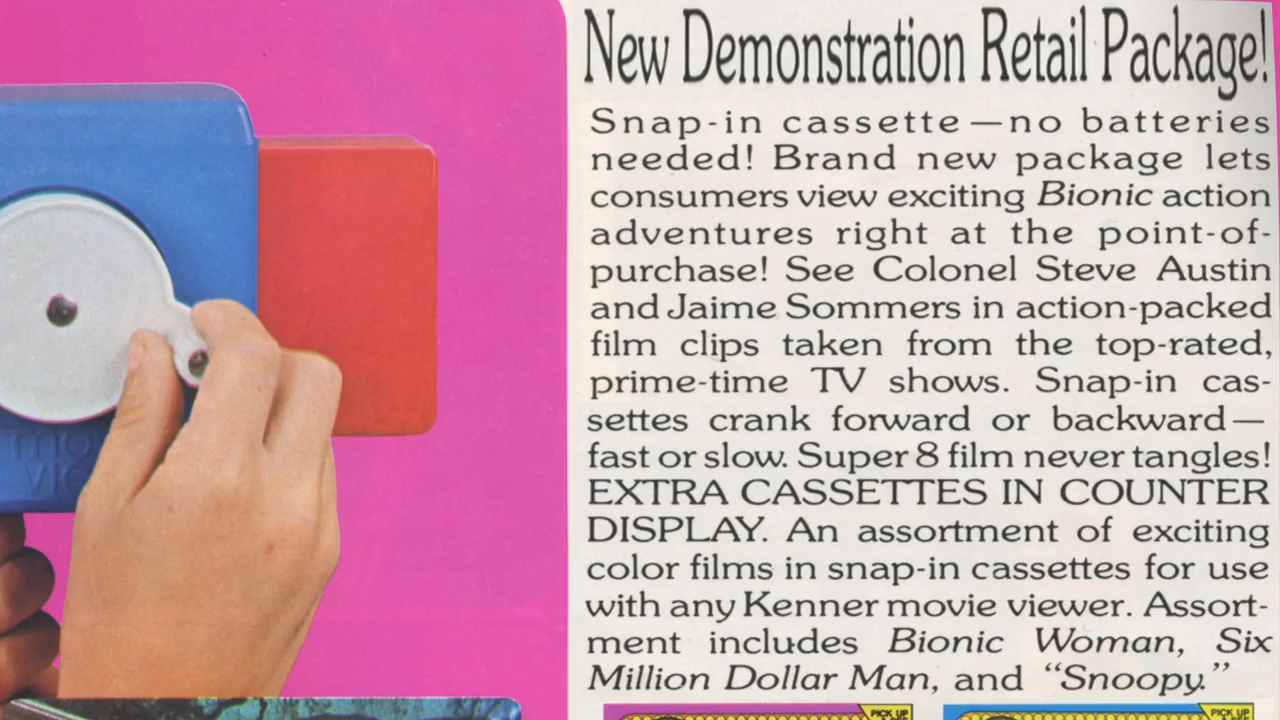 New Demonstration Retail Package!
Snap-in cassette—no batteries
needed! Brand new package lets
consumers view exciting Bionic action
adventures right at the point-of-
purchase! See Colonel Steve Austin
and Jaime Sommers in action-packed
film clips taken from the top-rated,
prime-time TV shows. Snap-in cas-
settes crank forward or backward—
fast or slow. Super 8 film never tangles!
EXTRA CASSETTES IN COUNTER
DISPLAY. An assortment of exciting
color films in snap-in cassettes for use
with any Kenner movie viewer. Assort-
ment includes Bionic Woman, Six
Million Dollar Man, and “Snoopy.”
PICK UP
PICK UP